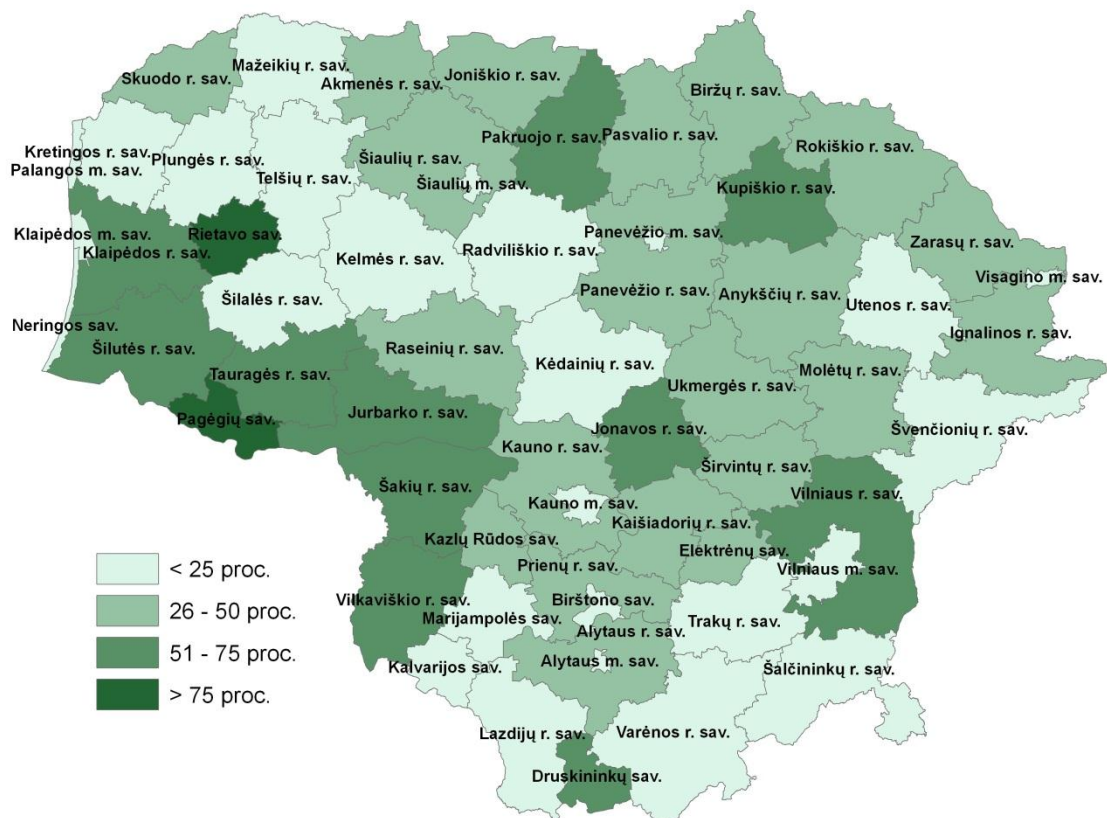 Mažeikių r. sav.
Skuodo r. sav.
Akmenės r. sav.
Joniškio r. sav.
Biržų r. sav.
Pakruojo r. sav.
Pasvalio r. sav.
Rokiškio r. sav.
Kretingos r. sav.
Palangos m. sav.
Plungės r. sav.
Telšių r. sav.
Šiaulių r. sav.
Šiaulių m. sav.
Kupiškio r. sav.
Klaipėdos m. sav.
Klaipėdos r. sav.
Rietavo sav.
Kelmės r. sav.
Radviliškio r. sav.
Panevėžio m. sav.
Zarasų r. sav.
Visagino m. sav.
Šilalės r. sav.
Panevėžio r. sav.
Anykščių r. sav.
Utenos r. sav.
Ignalinos r. sav.
Neringos sav.
Šilutės r. sav.
Raseinių r. sav.
Kėdainių r. sav.
Tauragės r. sav.
Ukmergės r. sav.
Molėtų r. sav.
Pagėgių sav.
Jurbarko r. sav.
Jonavos r. sav.
Švenčionių r. sav.
Kauno r. sav.
Širvintų r. sav.
Šakių r. sav.
Vilniaus r. sav.
Kauno m. sav.
Kaišiadorių r. sav.
Kazlų Rūdos sav.
Elektrėnų sav.
Prienų r. sav.
Vilniaus m. sav.
Vilkaviškio r. sav.
Birštono sav.
Marijampolės sav.
Trakų r. sav.
Alytaus r. sav.
Kalvarijos sav.
Alytaus m. sav.
Šalčininkų r. sav.
Lazdijų r. sav.
Varėnos r. sav.
Druskininkų sav.
< 25 proc.
26 - 50 proc.
51 - 75 proc.
> 75 proc.